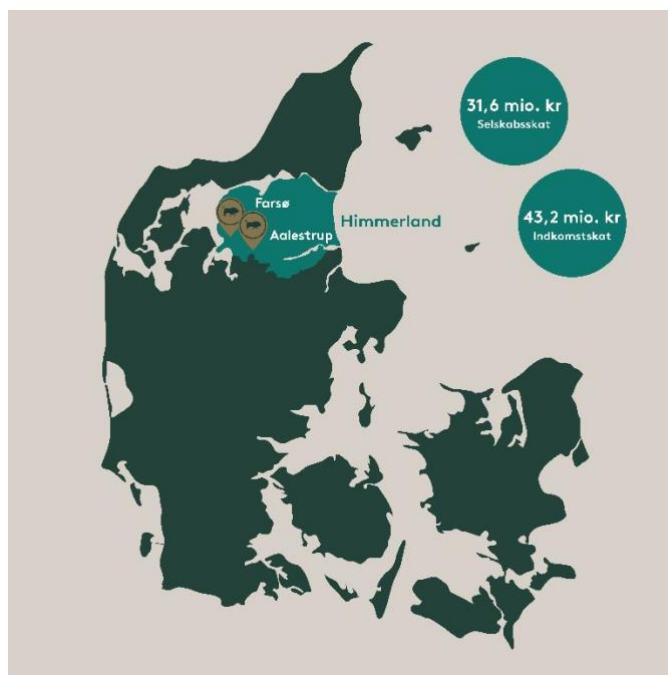 31,6 mio. kr
Selskabsskat
43,2 mio. kr
Indkomstskat
Farsø
Aalestrup
Himmerland